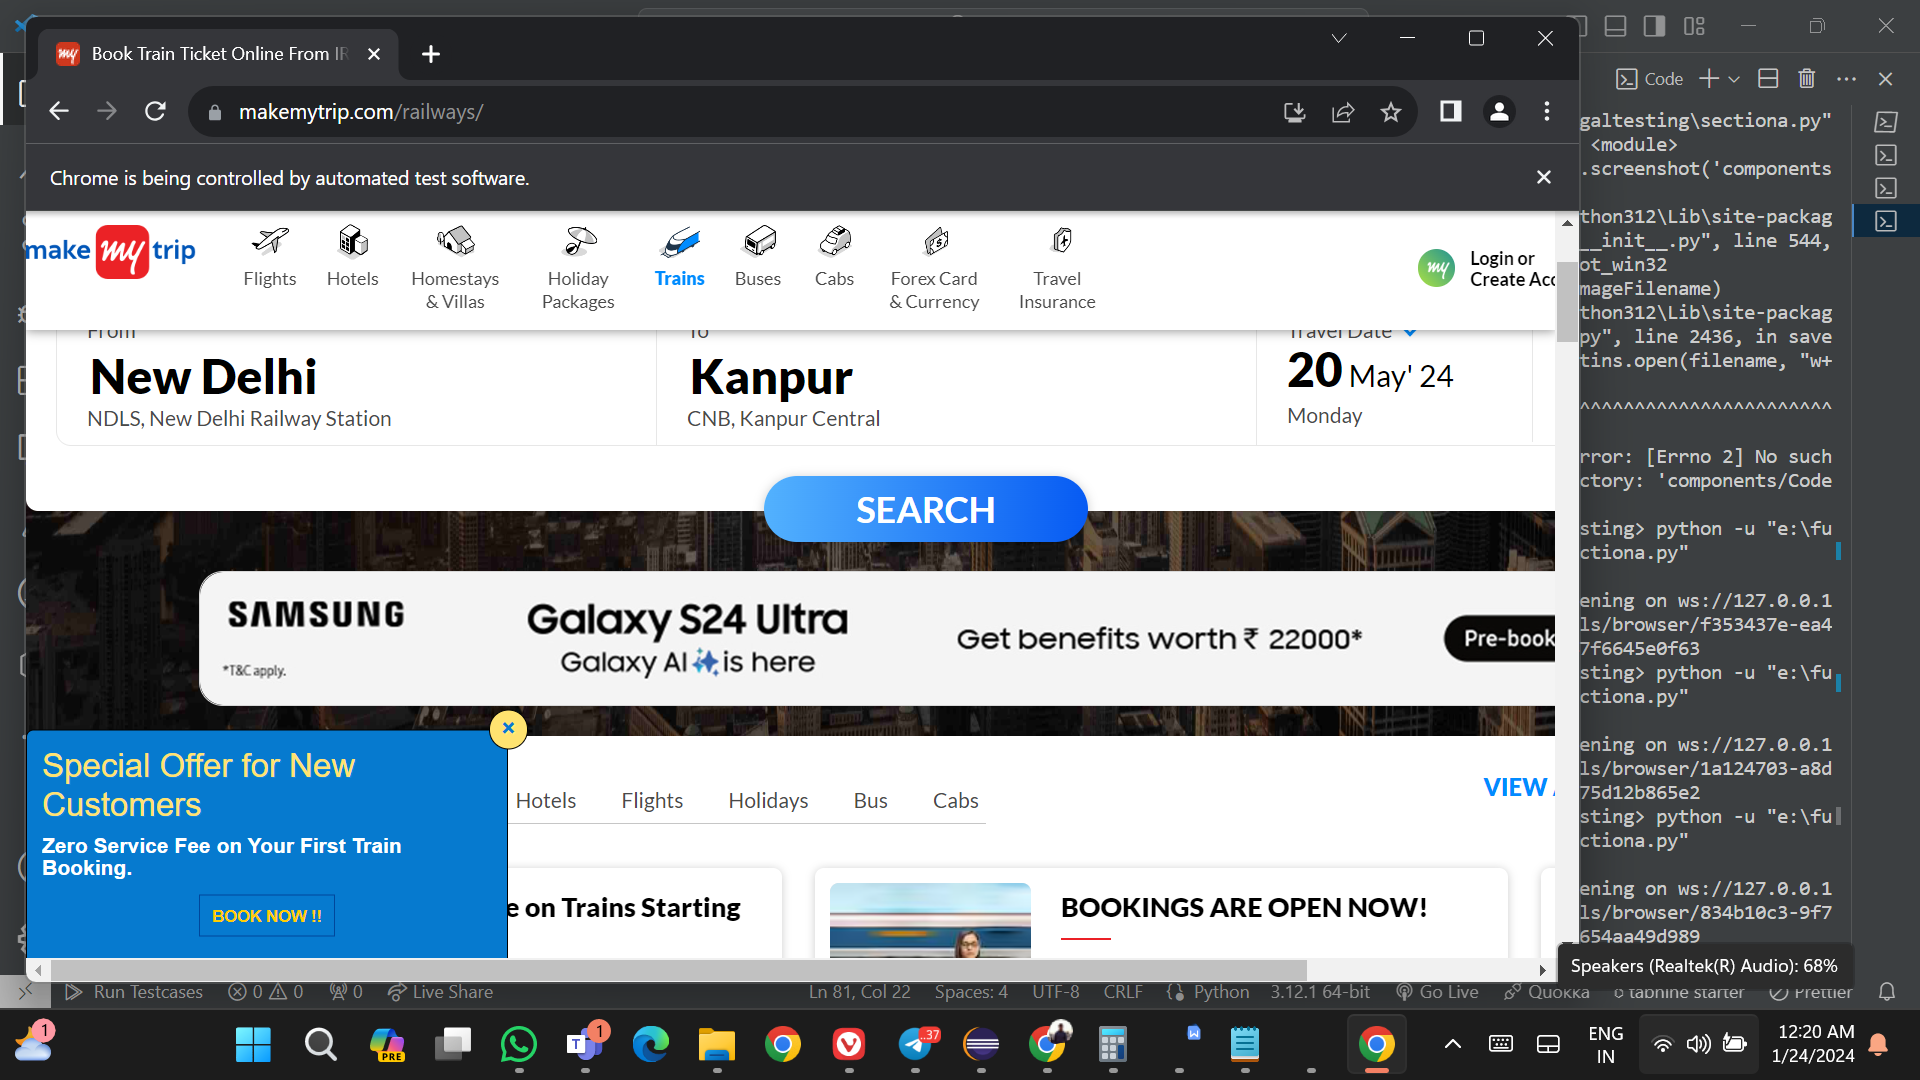 Book Train Ticket Online From IR
makemytrip.com/railways/
Chrome is being controlled by automated test software.
make my trip
Flights
Hotels
Homestays
& Villas
Holiday
Packages
Trains
Buses
Cabs
Forex Card
& Currency
Travel
Insurance
my
Login or
Create Acc
From
To
Travel Date
New Delhi
NDLS, New Delhi Railway Station
Kanpur
CNB, Kanpur Central
20 May' 24
Monday
SEARCH
SAMSUNG
*T&C apply.
Galaxy S24 Ultra
Galaxy AI is here
Get benefits worth ₹ 22000*
Pre-book
Special Offer for New
Customers
Zero Service Fee on Your First Train
Booking.
BOOK NOW !!
Hotels
Flights
Holidays
Bus
Cabs
VIEW
e on Trains Starting
BOOKINGS ARE OPEN NOW!
Code
galtesting\sectiona.py"
<module>
.screenshot('components
thon312\Lib\site-packag
__init__.py", line 544,
ot_win32
mageFilename)
thon312\Lib\site-packag
py", line 2436, in save
tins.open(filename, "w+
^^^^^^^^^^^^^^^^^^^^^^^
rror: [Errno 2] No such
ctory: 'components/Code
sting> python -u "e:\fu
ctiona.py"
ening on ws://127.0.0.1
ls/browser/f353437e-ea4
7f6645e0f63
sting> python -u "e:\fu
ctiona.py"
ening on ws://127.0.0.1
ls/browser/1a124703-a8d
75d12b865e2
sting> python -u "e:\fu
ctiona.py"
ening on ws://127.0.0.1
ls/browser/834b10c3-9f7
654aa49d989
Speakers (Realtek(R) Audio): 68%
Run Testcases
0
0
0
Live Share
Ln 81, Col 22
Spaces: 4
UTF-8
CRLF
Python
3.12.1 64-bit
Go Live
Quokka
tabnine starter
Prettier
1
PRE
1
..37
ENG
IN
12:20 AM
1/24/2024